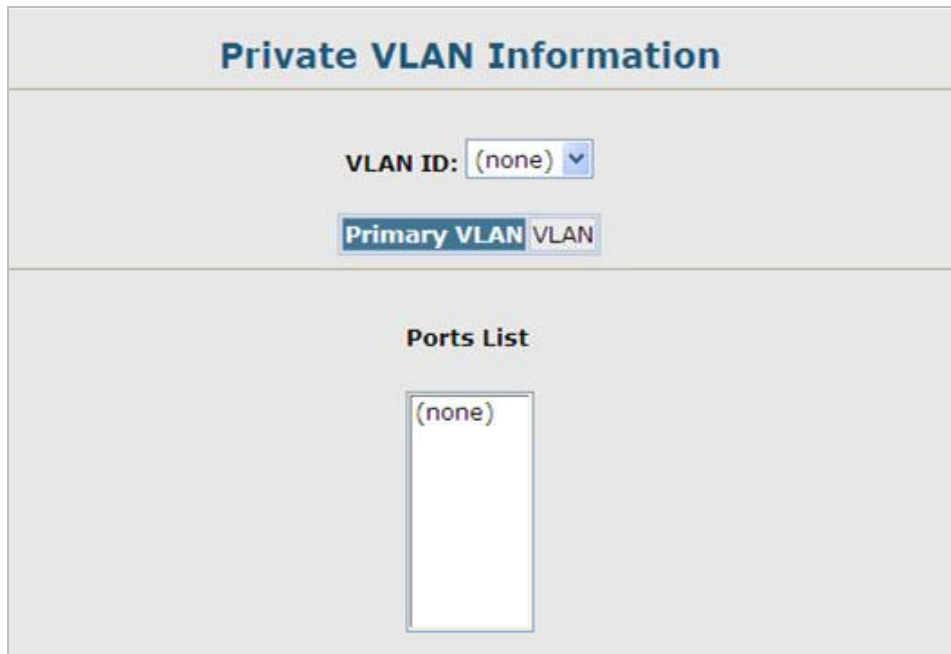 Private VLAN Information
VLAN ID: (none)
Primary VLAN VLAN
Ports List
(none)